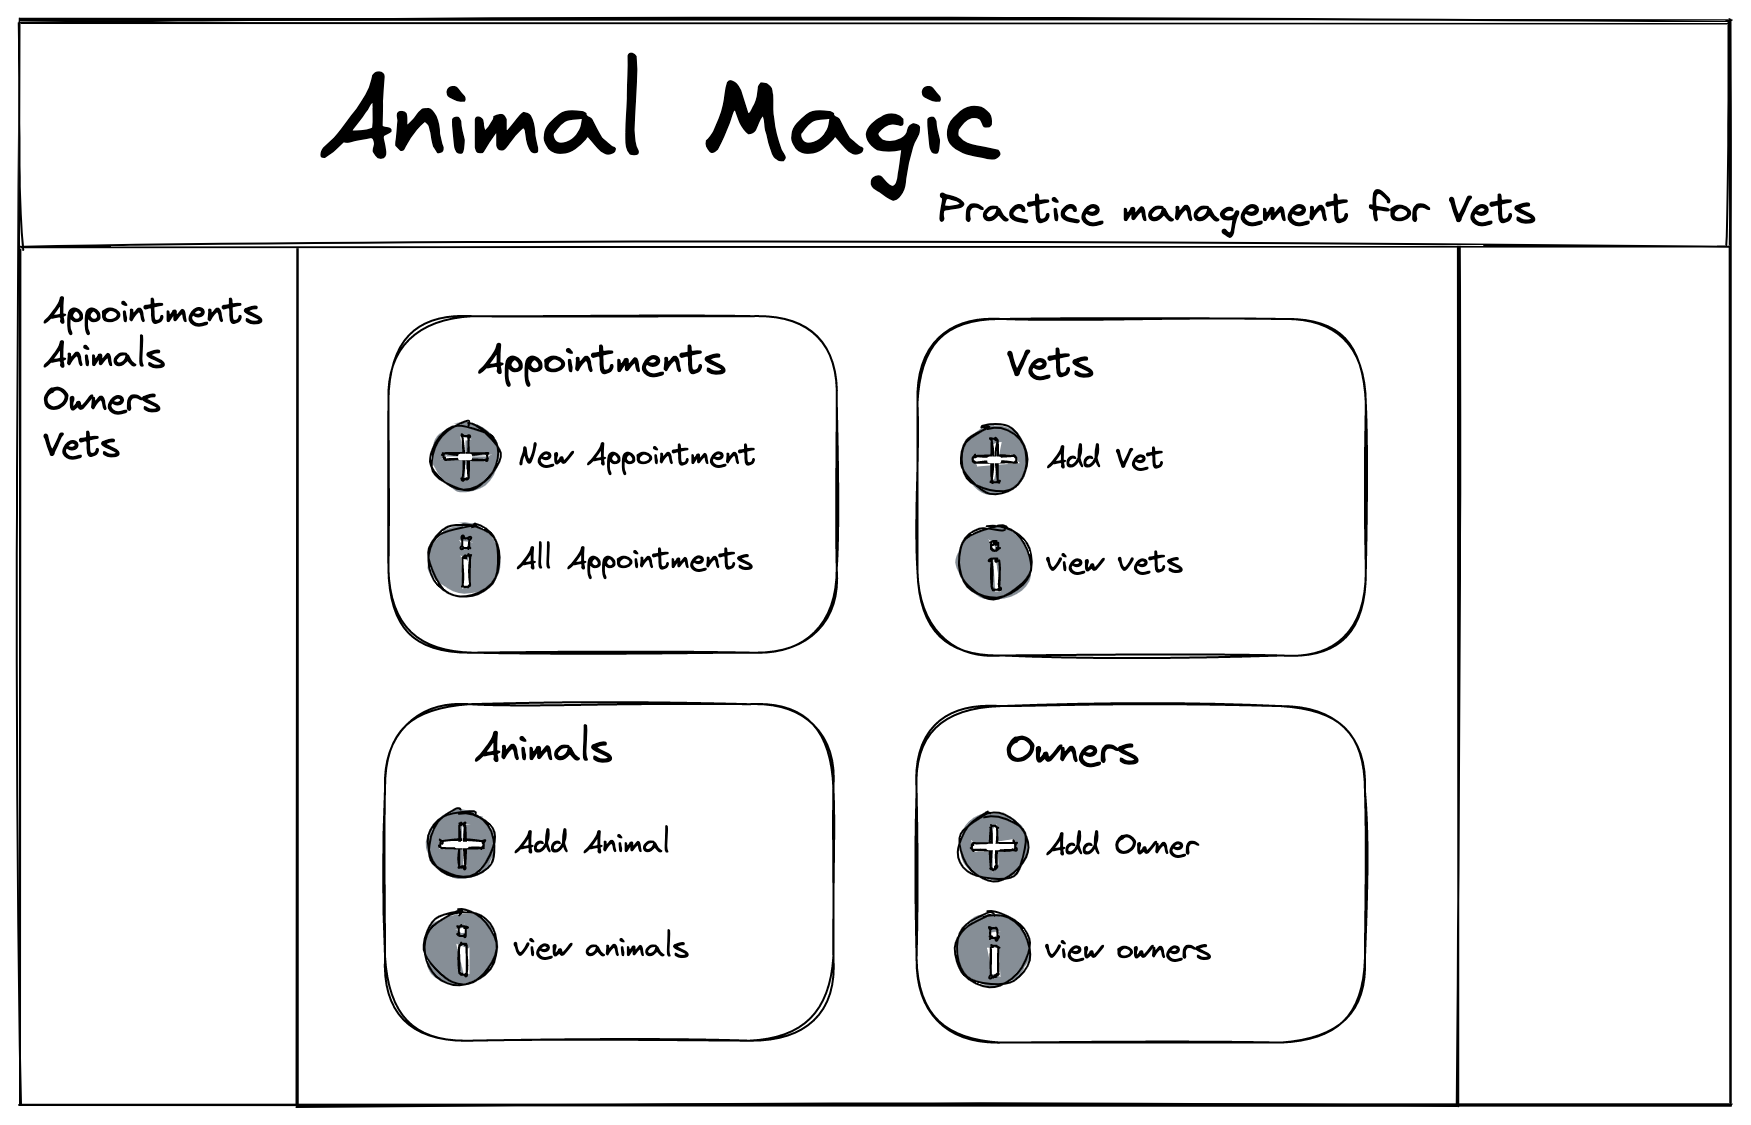 Animal Magic
Practice management for Vets
Appointments
Animals
Owners
Vets
Appointments
New Appointment
All Appointments
Vets
Add Vet
view vets
Animals
Add Animal
view animals
Owners
Add Owner
view owners